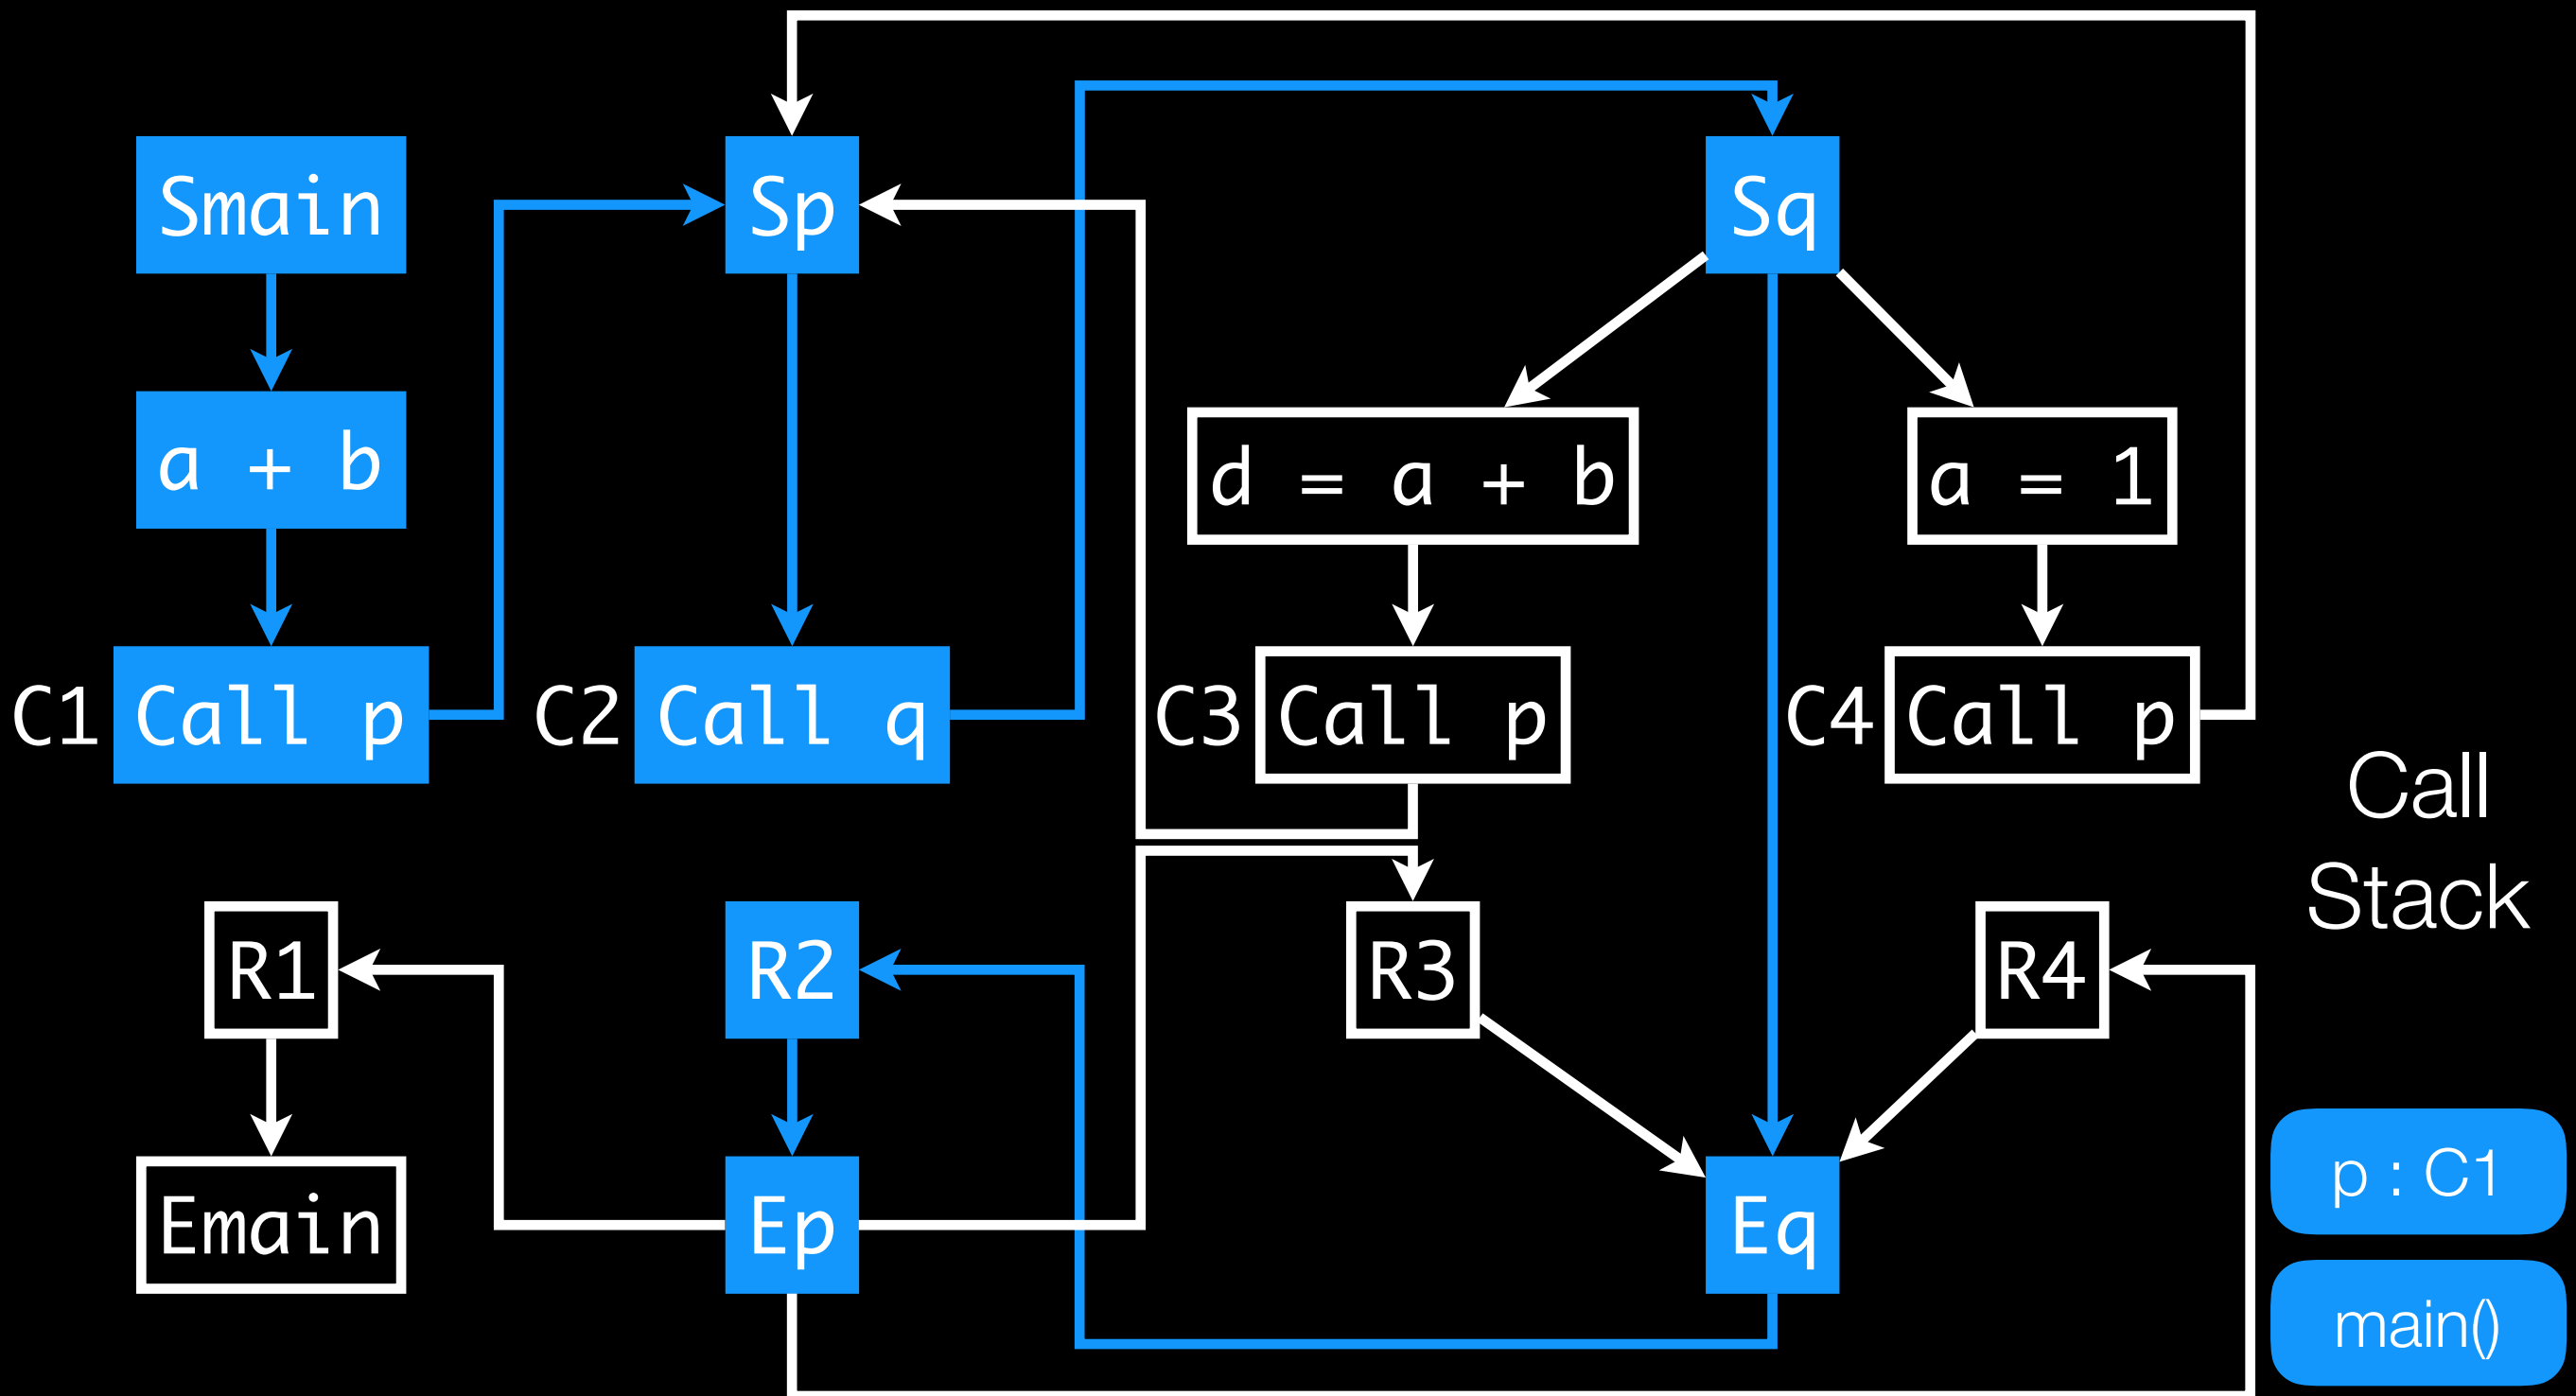 Smain
Sp
Sq
a + b
d = a + b
a = 1
C1
Call p
C2
Call q
C3
Call p
C4
Call p
Call
Stack
R1
R2
R3
R4
Emain
Ep
Eq
p : C1
main()